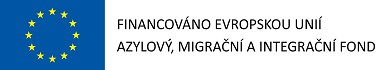 FINANCOVÁNO EVROPSKOU UNIÍ
AZYLOVÝ, MIGRAČNÍ A INTEGRAČNÍ FOND